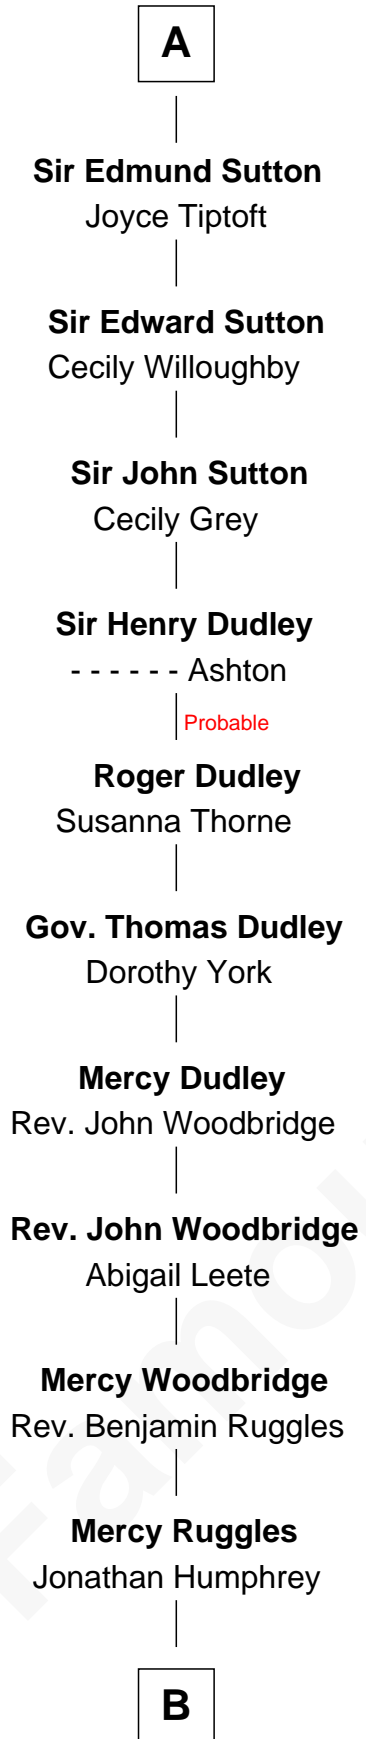 A
Sir Edmund Sutton
Joyce Tiptoft
Sir Edward Sutton
Cecily Willoughby
Sir John Sutton
Cecily Grey
Sir Henry Dudley
- - - - - - Ashton
Probable
Roger Dudley
Susanna Thorne
Gov. Thomas Dudley
Dorothy York
Mercy Dudley
Rev. John Woodbridge
Rev. John Woodbridge
Abigail Leete
Mercy Woodbridge
Rev. Benjamin Ruggles
Mercy Ruggles
Jonathan Humphrey
B
Famou